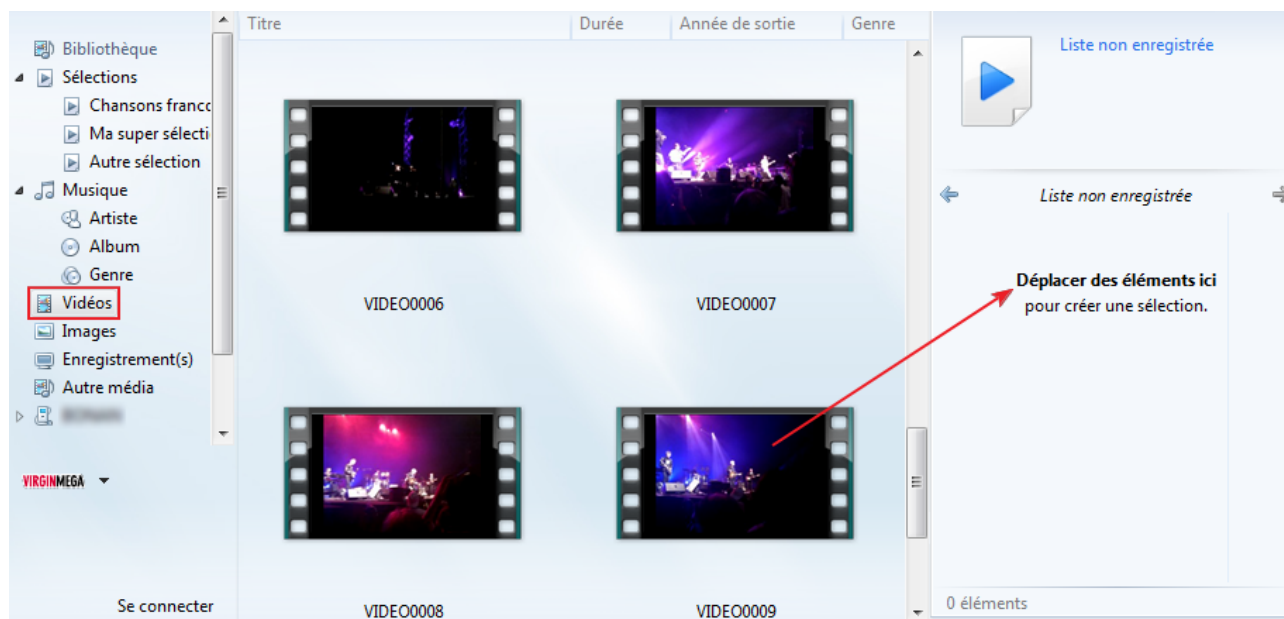 Titre Durée Année de sortie Genre
Bibliothèque
Sélections
Chansons francc
Ma super sélecti
Autre sélection
Musique
Artiste
Album
Genre
Vidéos
Images
Enregistrement(s)
Autre média
VIRGINMEGA
Se connecter
VIDEO0006 VIDEO0007
VIDEO0008 VIDEO0009
Liste non enregistrée
Liste non enregistrée
Déplacer des éléments ici
pour créer une sélection.
0 éléments